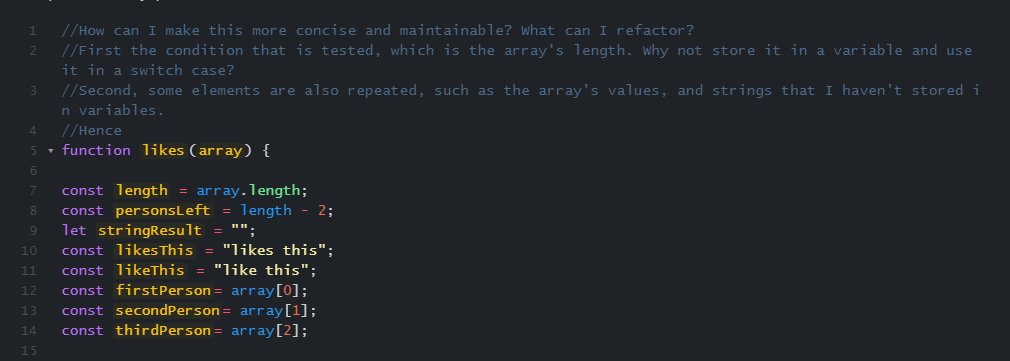 1 //How can I make this more concise and maintainable? What can I refactor?
2 //First the condition that is tested, which is the array's length. Why not store it in a variable and use
it in a switch case?
3 //Second, some elements are also repeated, such as the array's values, and strings that I haven't stored i
n variables.
4 //Hence
5 function likes(array) {
6
7 const length = array.length;
8 const personsLeft = length - 2;
9 let stringResult = "";
10 const likesThis = "likes this";
11 const likeThis = "like this";
12 const firstPerson= array[0];
13 const secondPerson= array[1];
14 const thirdPerson= array[2];
15